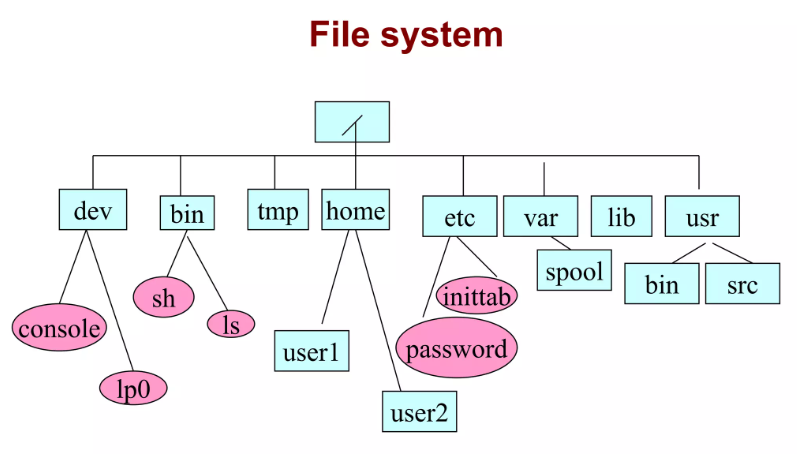 File system
/
dev
bin
tmp
home
etc
var
lib
usr
spool
bin
src
sh
inittab
console
ls
user1
password
lp0
user2